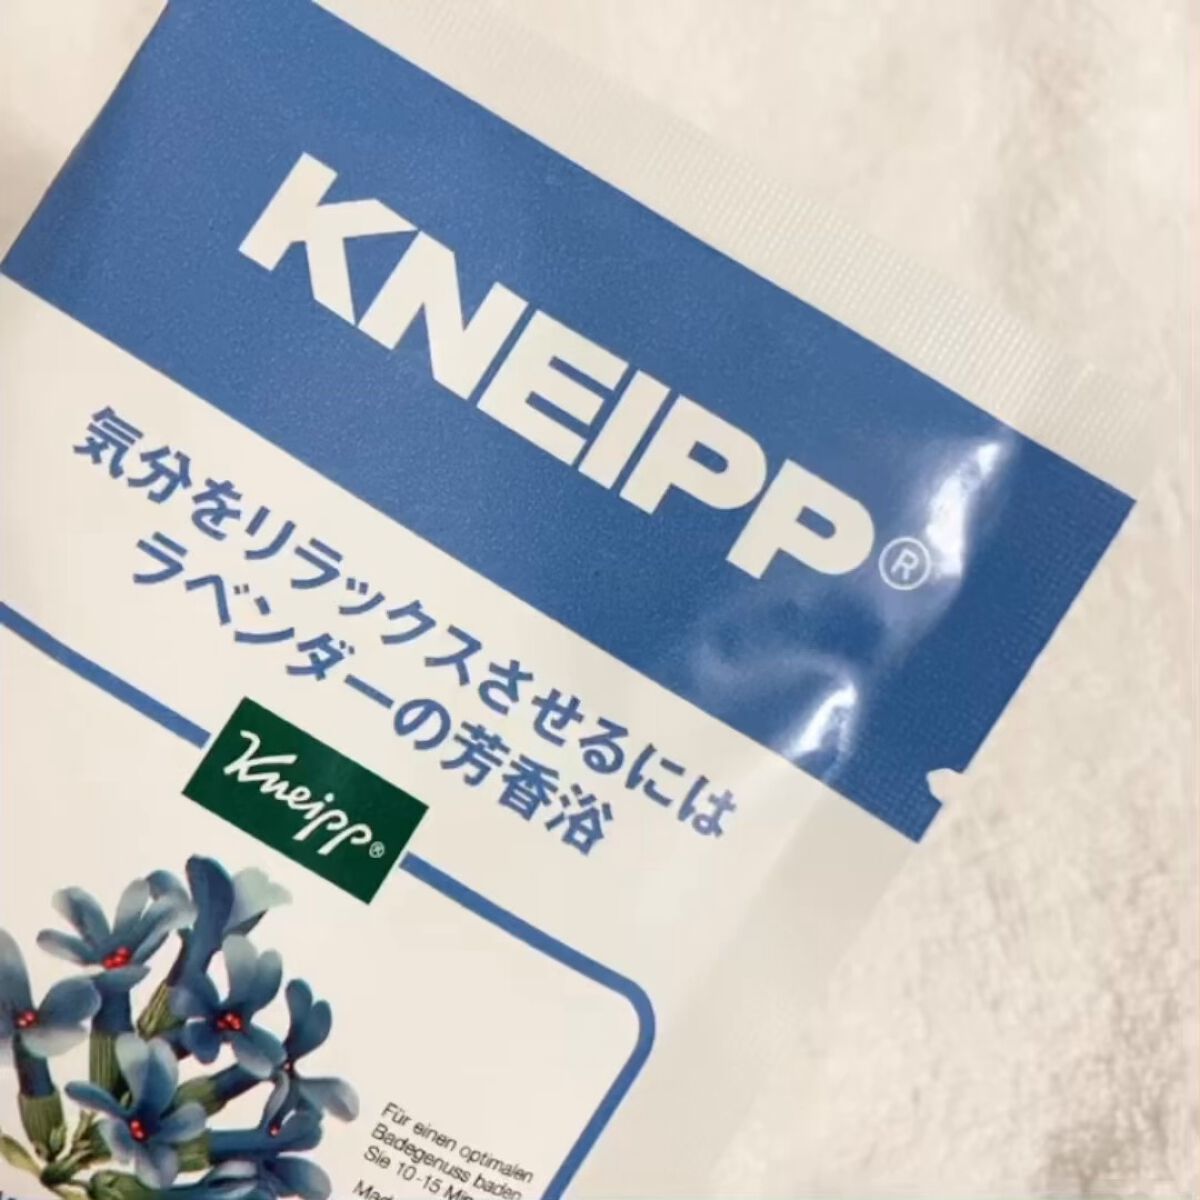 KNEIPP®
気分をリラックスさせるには
ラベンダーの芳香浴
Kneipp®
Für einen optimalen
Badegenuss baden
Sie 10-15